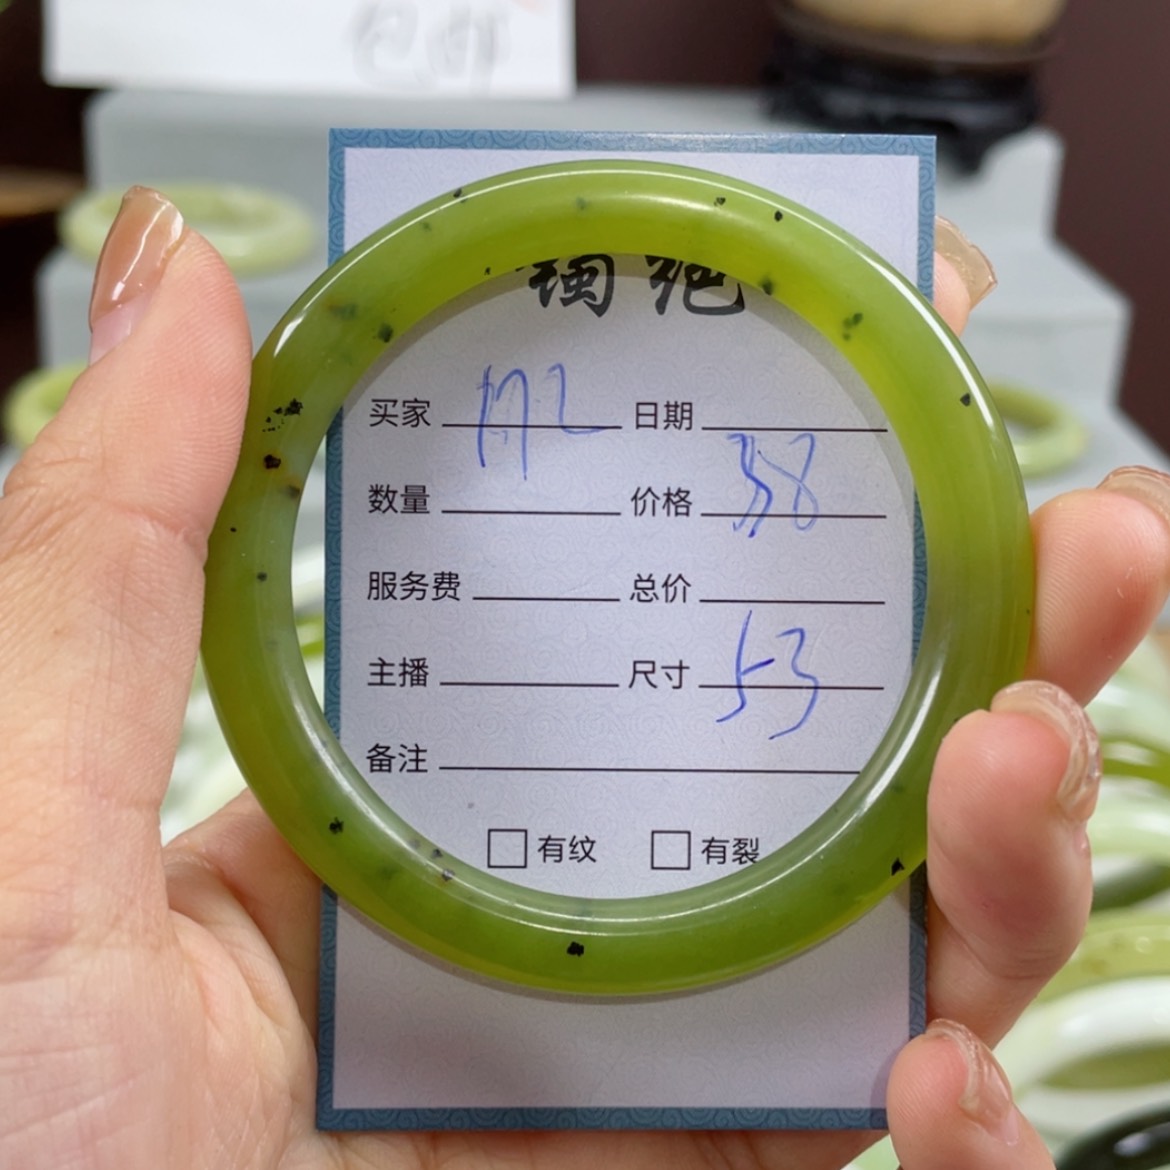 买家 日期
数量 价格 38
服务费 总价
主播 尺寸 53
备注
□ 有纹 □ 有裂